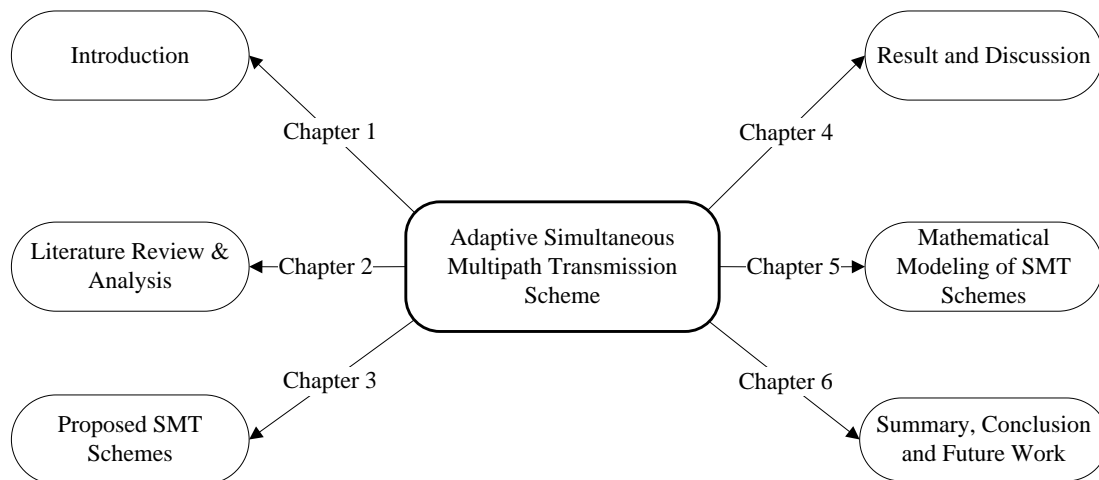 Introduction
Chapter 1
Literature Review &
Analysis
Chapter 2
Proposed SMT
Schemes
Chapter 3
Adaptive Simultaneous
Multipath Transmission
Scheme
Result and Discussion
Chapter 4
Mathematical
Modeling of SMT
Schemes
Chapter 5
Summary, Conclusion
and Future Work
Chapter 6